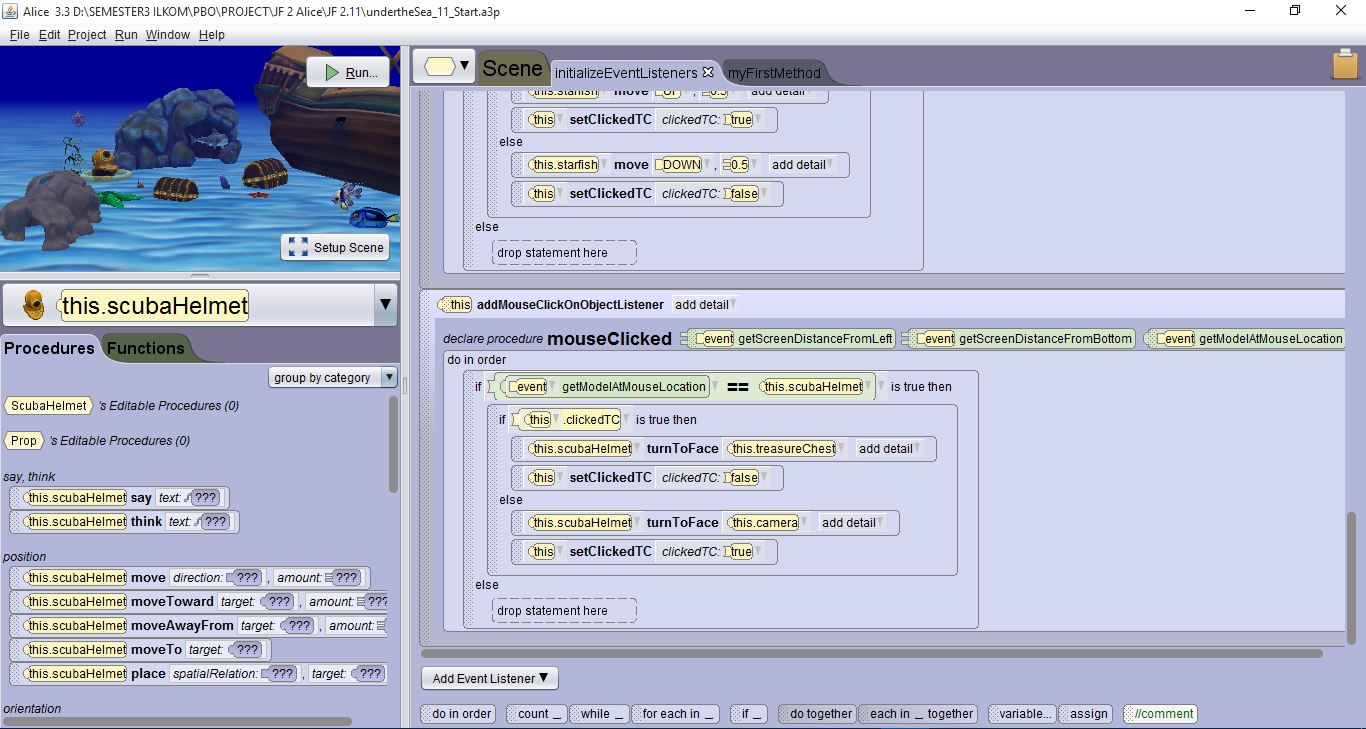 Alice 3.3 D:\SEMESTER3 ILKOM\PBO\PROJECT\JF 2 Alice\JF 2.11\undertheSea_11_Start.a3p
File Edit Project Run Window Help
Run...
Setup Scene
this.scubaHelmet
Procedures Functions
group by category
ScubaHelmet 's Editable Procedures (0)
Prop 's Editable Procedures (0)
say, think
this.scubaHelmet say text: ???
this.scubaHelmet think text: ???
position
this.scubaHelmet move direction: ??? , amount: ???
this.scubaHelmet moveToward target: ??? , amount: ???
this.scubaHelmet moveAwayFrom target: ??? , amount:
this.scubaHelmet moveTo target: ???
this.scubaHelmet place spatialRelation: ??? , target: ???
orientation
Scene initializeEventListeners myFirstMethod
this.starfish move UP , 0.5 add detail
this setClickedTC clickedTC: true
else
this.starfish move DOWN , 0.5 add detail
this setClickedTC clickedTC: false
else
drop statement here
this addMouseClickOnObjectListener add detail
declare procedure mouseClicked event getScreenDistanceFromLeft event getScreenDistanceFromBottom event getModelAtMouseLocation
do in order
if event getModelAtMouseLocation == this.scubaHelmet is true then
if this .clickedTC is true then
this.scubaHelmet turnToFace this.treasureChest add detail
this setClickedTC clickedTC: false
else
this.scubaHelmet turnToFace this.camera add detail
this setClickedTC clickedTC: true
else
drop statement here
Add Event Listener
do in order count _ while _ for each in _ if _ do together each in _ together variable... assign //comment